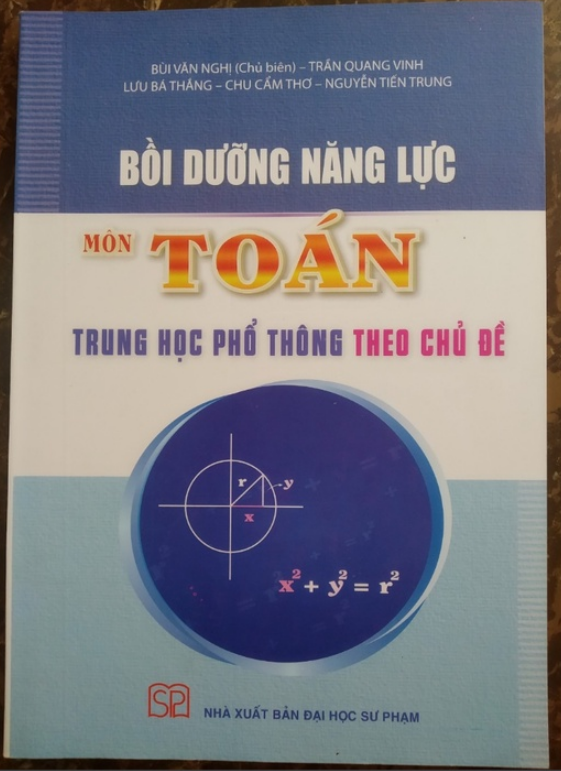 BÙI VĂN NGHỊ (Chủ biên) – TRẦN QUANG VINH
LƯU BÁ THẮNG – CHU CẨM THƠ – NGUYỄN TIẾN TRUNG
BỒI DƯỠNG NĂNG LỰC
MÔN TOÁN
TRUNG HỌC PHỔ THÔNG THEO CHỦ ĐỀ
r y
x
x² + y² = r²
SP NHÀ XUẤT BẢN ĐẠI HỌC SƯ PHẠM